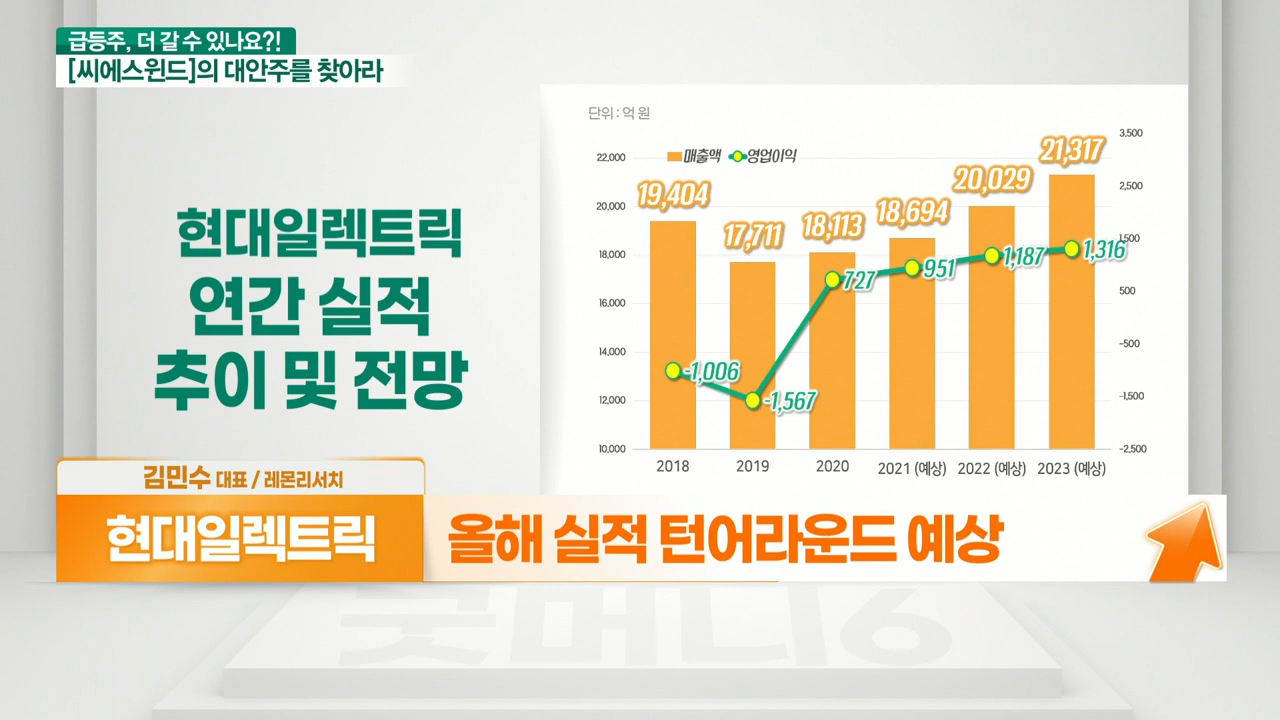 급등주, 더 갈 수 있나요?!
[씨에스윈드]의 대안주를 찾아라
현대일렉트릭
연간 실적
추이 및 전망
단위 : 억 원
매출액 영업이익
3,500
22,000
2,500
20,000
1,500
18,000
500
16,000
-500
14,000
-1,500
12,000
-2,500
10,000
19,404
17,711
18,113
18,694
20,029
21,317
-1,006
-1,567
727
951
1,187
1,316
2018 2019 2020 2021 (예상) 2022 (예상) 2023 (예상)
김민수 대표 / 레몬리서치
현대일렉트릭
올해 실적 턴어라운드 예상
굿머니6